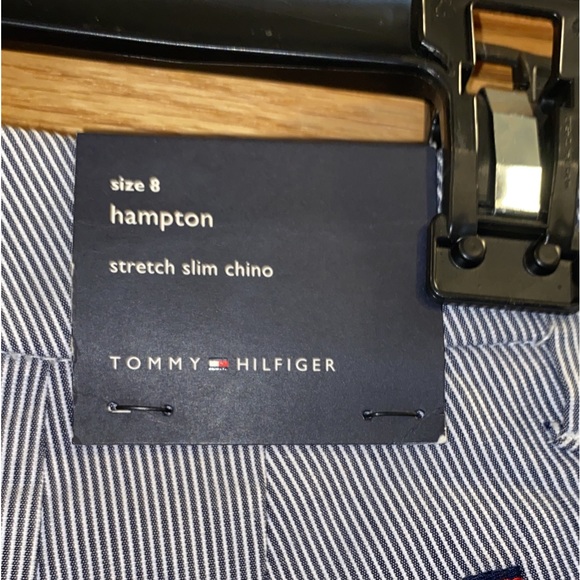 size 8
hampton
stretch slim chino
TOMMY HILFIGER